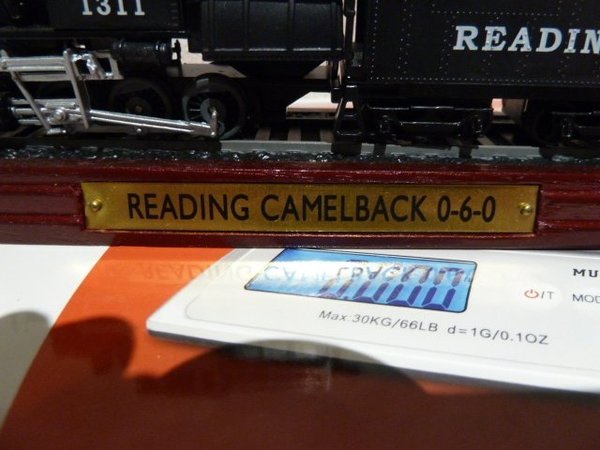 1311
READIN
READING CAMELBACK 0-6-0
MU
⏻/T MOD
Max:30KG/66LB d=1G/0.1OZ